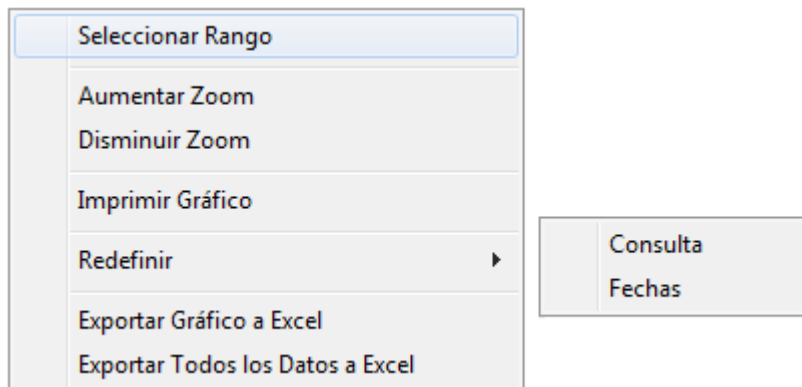 Seleccionar Rango
Aumentar Zoom
Disminuir Zoom
Imprimir Gráfico
Redefinir
Consulta
Fechas
Exportar Gráfico a Excel
Exportar Todos los Datos a Excel